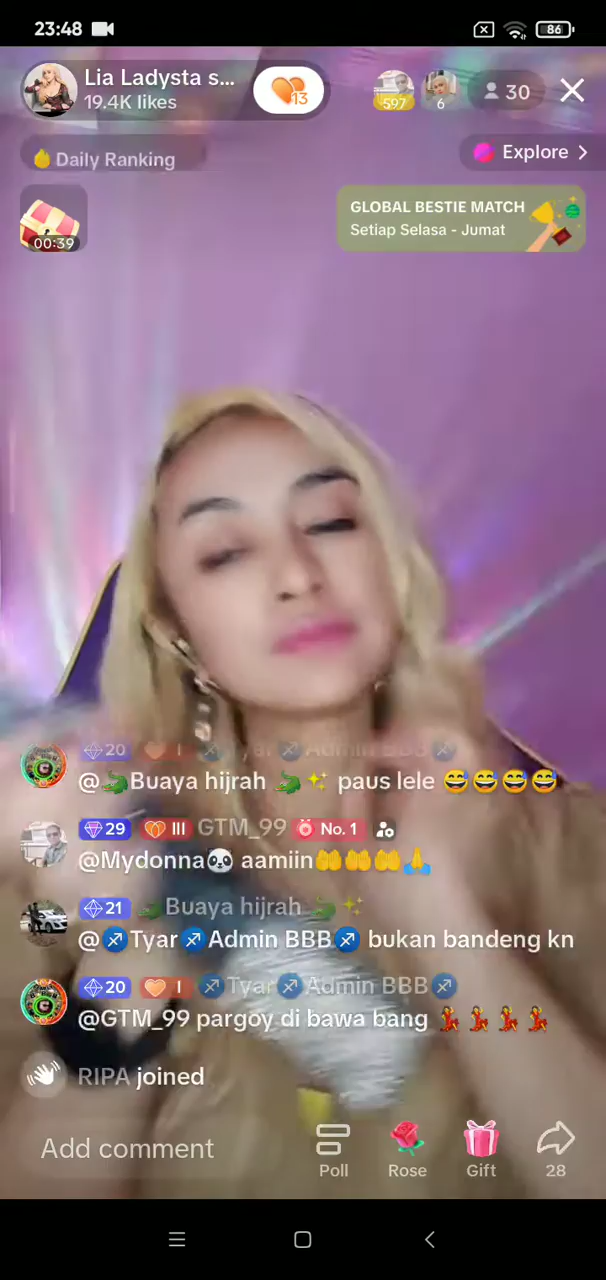 23:48
86
Lia Ladysta s...
19.4K likes
13
597
6
30
Daily Ranking
Explore
00:39
GLOBAL BESTIE MATCH
Setiap Selasa - Jumat
20 I ♐Tyar♐Admin BBB♐
@🐊Buaya hijrah🐊✨ paus lele 😅😅😅😅
29 III GTM_99 No. 1
@Mydonna🐼 aamiin🤲🤲🤲🙏
21 🐊Buaya hijrah🐊✨
@♐Tyar♐Admin BBB♐ bukan bandeng kn
20 I ♐Tyar♐Admin BBB♐
@GTM_99 pargoy di bawa bang 💃💃💃💃
RIPA joined
Add comment
Poll
Rose
Gift
28